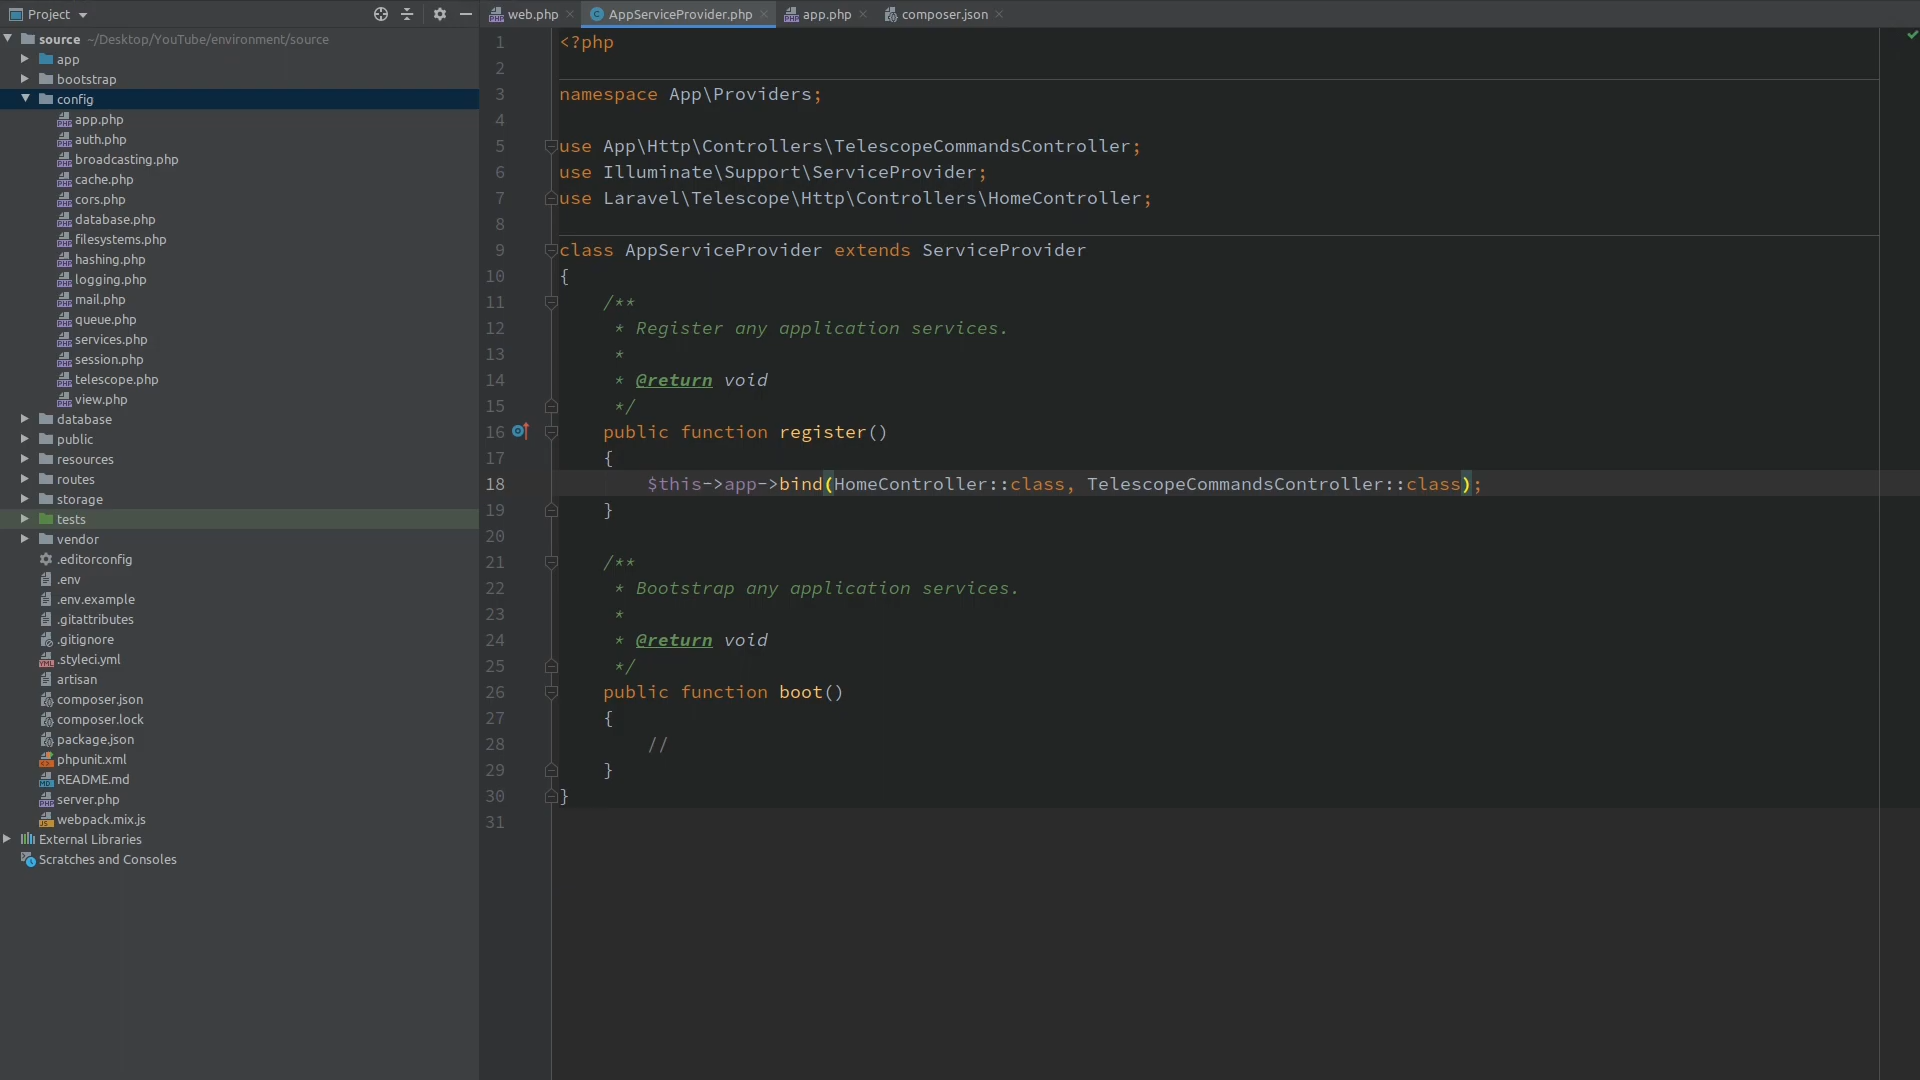 Project
source ~/Desktop/YouTube/environment/source
app
bootstrap
config
app.php
auth.php
broadcasting.php
cache.php
cors.php
database.php
filesystems.php
hashing.php
logging.php
mail.php
queue.php
services.php
session.php
telescope.php
view.php
database
public
resources
routes
storage
tests
vendor
.editorconfig
.env
.env.example
.gitattributes
.gitignore
.styleci.yml
artisan
composer.json
composer.lock
package.json
phpunit.xml
README.md
server.php
webpack.mix.js
External Libraries
Scratches and Consoles
web.php AppServiceProvider.php app.php composer.json
1 <?php
2
3 namespace App\Providers;
4
5 use App\Http\Controllers\TelescopeCommandsController;
6 use Illuminate\Support\ServiceProvider;
7 use Laravel\Telescope\Http\Controllers\HomeController;
8
9 class AppServiceProvider extends ServiceProvider
10 {
11 /**
12 * Register any application services.
13 *
14 * @return void
15 */
16 public function register()
17 {
18 $this->app->bind(HomeController::class, TelescopeCommandsController::class);
19 }
20
21 /**
22 * Bootstrap any application services.
23 *
24 * @return void
25 */
26 public function boot()
27 {
28 //
29 }
30 }
31